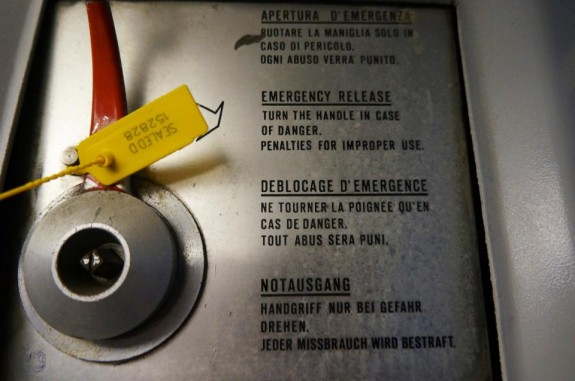 APERTURA D'EMERGENZA
RUOTARE LA MANIGLIA SOLO IN
CASO DI PERICOLO.
OGNI ABUSO VERRA' PUNITO.
EMERGENCY RELEASE
TURN THE HANDLE IN CASE
OF DANGER.
PENALTIES FOR IMPROPER USE.
DEBLOCAGE D'EMERGENCE
NE TOURNER LA POIGNEE QU'EN
CAS DE DANGER.
TOUT ABUS SERA PUNI.
NOTAUSGANG
HANDGRIFF NUR BEI GEFAHR
DREHEN.
JEDER MISSBRAUCH WIRD BESTRAFT.
SEALED D
152828